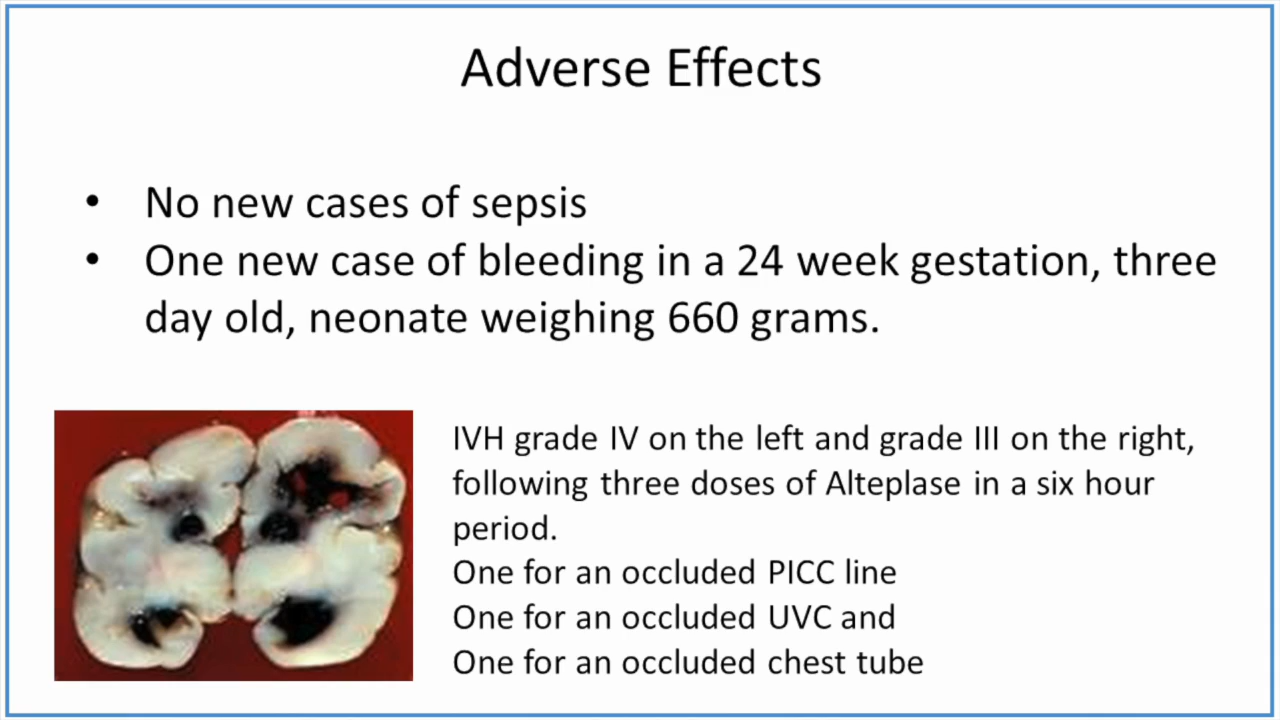 Adverse Effects
• No new cases of sepsis
• One new case of bleeding in a 24 week gestation, three
day old, neonate weighing 660 grams.
IVH grade IV on the left and grade III on the right,
following three doses of Alteplase in a six hour
period.
One for an occluded PICC line
One for an occluded UVC and
One for an occluded chest tube